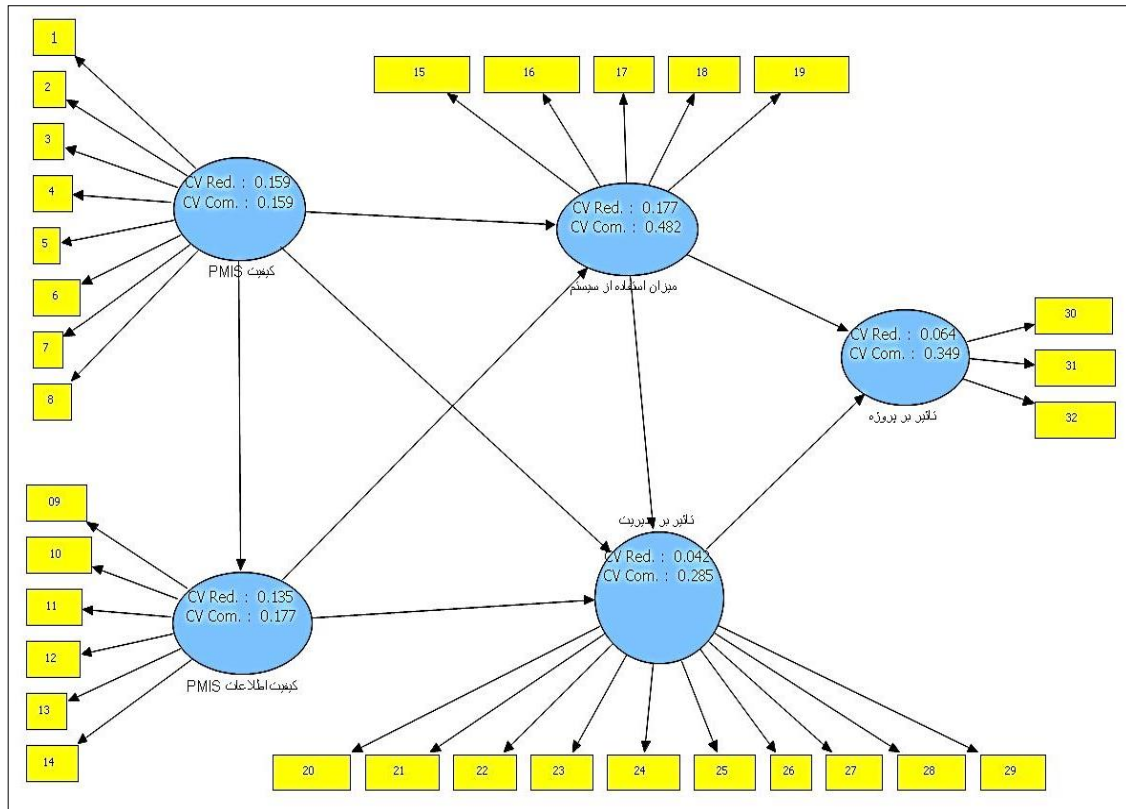 1
2
3
4
5
6
7
8
15
16
17
18
19
CV Red. : 0.159
CV Com. : 0.159
کیفیت PMIS
CV Red. : 0.177
CV Com. : 0.482
میزان استفاده از سیستم
CV Red. : 0.064
CV Com. : 0.349
تاثیر بر پروژه
30
31
32
09
10
11
12
13
14
CV Red. : 0.135
CV Com. : 0.177
کیفیت اطلاعات PMIS
تاثیر بر مدیریت
CV Red. : 0.042
CV Com. : 0.285
20
21
22
23
24
25
26
27
28
29